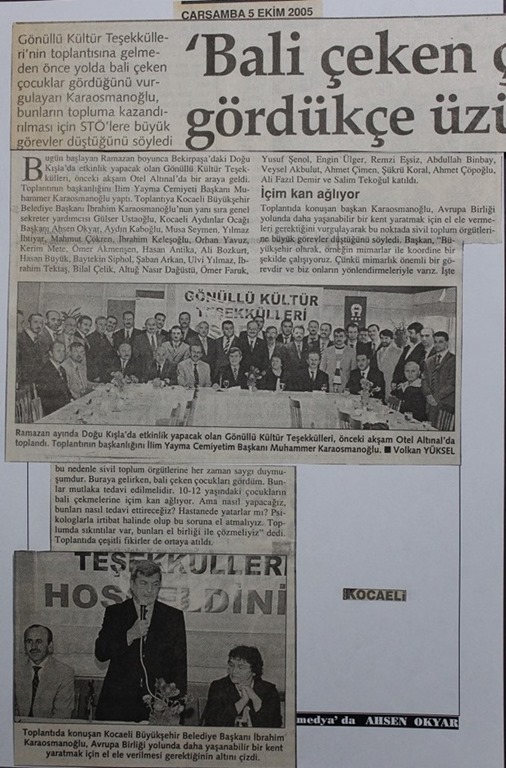 ÇARŞAMBA 5 EKİM 2005
Gönüllü Kültür Teşekkülle-
ri'nin toplantısına gelme-
den önce yolda bali çeken
çocuklar gördüğünü vur-
gulayan Karaosmanoğlu,
bunların topluma kazandı-
rılması için STÖ'lere büyük
görevler düştüğünü söyledi
'Bali çeken ç
gördükçe üzü
Bugün başlayan Ramazan boyunca Bekirpaşa'daki Doğu
Kışla'da etkinlik yapacak olan Gönüllü Kültür Teşek-
külleri, önceki akşam Otel Altınal'da bir araya geldi.
Toplantının başkanlığını İlim Yayma Cemiyeti Başkanı Mu-
hammer Karaosmanoğlu yaptı. Toplantıya Kocaeli Büyükşehir
Belediye Başkanı İbrahim Karaosmanoğlu'nun yanı sıra genel
sekreter yardımcısı Gülser Ustaoğlu, Kocaeli Aydınlar Ocağı
Başkanı Ahsen Okyar, Aydın Kaboğlu, Musa Seymen, Yılmaz
İhtiyar, Mahmut Çökren, İbrahim Keleşoğlu, Orhan Yavuz,
Kerim Mete, Ömer Akmenşer, Hasan Antika, Ali Bozkurt,
Hasan Büyük, Baytekin Siphol, Şaban Arkan, Ulvi Yılmaz, İb-
rahim Tektaş, Bilal Çelik, Altuğ Nasır Dağüstü, Ömer Faruk,
Yusuf Şenol, Engin Ülger, Remzi Eşsiz, Abdullah Binbay,
Veysel Akbulut, Ahmet Çimen, Şükrü Koral, Ahmet Çöpoğlu,
Ali Fazıl Demir ve Salim Tekoğul katıldı.
İçim kan ağlıyor
Toplantıda konuşan başkan Karaosmanoğlu, Avrupa Birliği
yolunda daha yaşanabilir bir kent yaratmak için el ele verme-
leri gerektiğini vurgulayarak bu noktada sivil toplum örgütleri-
ne büyük görevler düştüğünü söyledi. Başkan, "Bü-
yükşehir olarak, örneğin mimarlar ile koordine bir
şekilde çalışıyoruz. Çünkü mimarlık önemli bir gö-
revdir ve biz onların yönlendirmeleriyle varız. İşte
GÖNÜLLÜ KÜLTÜR
TEŞEKKÜLLERİ
Ramazan ayında Doğu Kışla'da etkinlik yapacak olan Gönüllü Kültür Teşekkülleri, önceki akşam Otel Altınal'da
toplandı. Toplantının başkanlığını İlim Yayma Cemiyetim Başkanı Muhammer Karaosmanoğlu. ■ Volkan YÜKSEL
bu nedenle sivil toplum örgütlerine her zaman saygı duymu-
şumdur. Buraya gelirken, bali çeken çocukları gördüm. Bun-
lar mutlaka tedavi edilmelidir. 10-12 yaşındaki çocukların
bali çekmelerine içim kan ağlıyor. Ama nasıl yapacağız,
bunları nasıl tedavi ettireceğiz? Hastanede yatarlar mı? Psi-
kologlarla irtibat halinde olup bu soruna el atmalıyız. Top-
lumda sıkıntılar var, bunları el birliği ile çözmeliyiz" dedi.
Toplantıda çeşitli fikirler de ortaya atıldı.
TEŞEKKÜLLERİ
HOŞ GELDİNİ
KOCAELİ
medya'da AHSEN OKYAR
Toplantıda konuşan Kocaeli Büyükşehir Belediye Başkanı İbrahim
Karaosmanoğlu, Avrupa Birliği yolunda daha yaşanabilir bir kent
yaratmak için el ele verilmesi gerektiğinin altını çizdi.